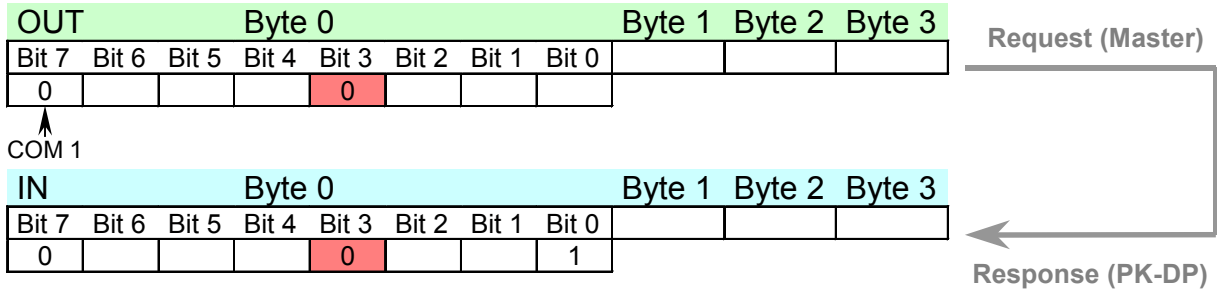 OUT Byte 0 Byte 1 Byte 2 Byte 3
Request (Master)
Bit 7 Bit 6 Bit 5 Bit 4 Bit 3 Bit 2 Bit 1 Bit 0
0 0
COM 1
IN Byte 0 Byte 1 Byte 2 Byte 3
Bit 7 Bit 6 Bit 5 Bit 4 Bit 3 Bit 2 Bit 1 Bit 0
0 0 1
Response (PK-DP)